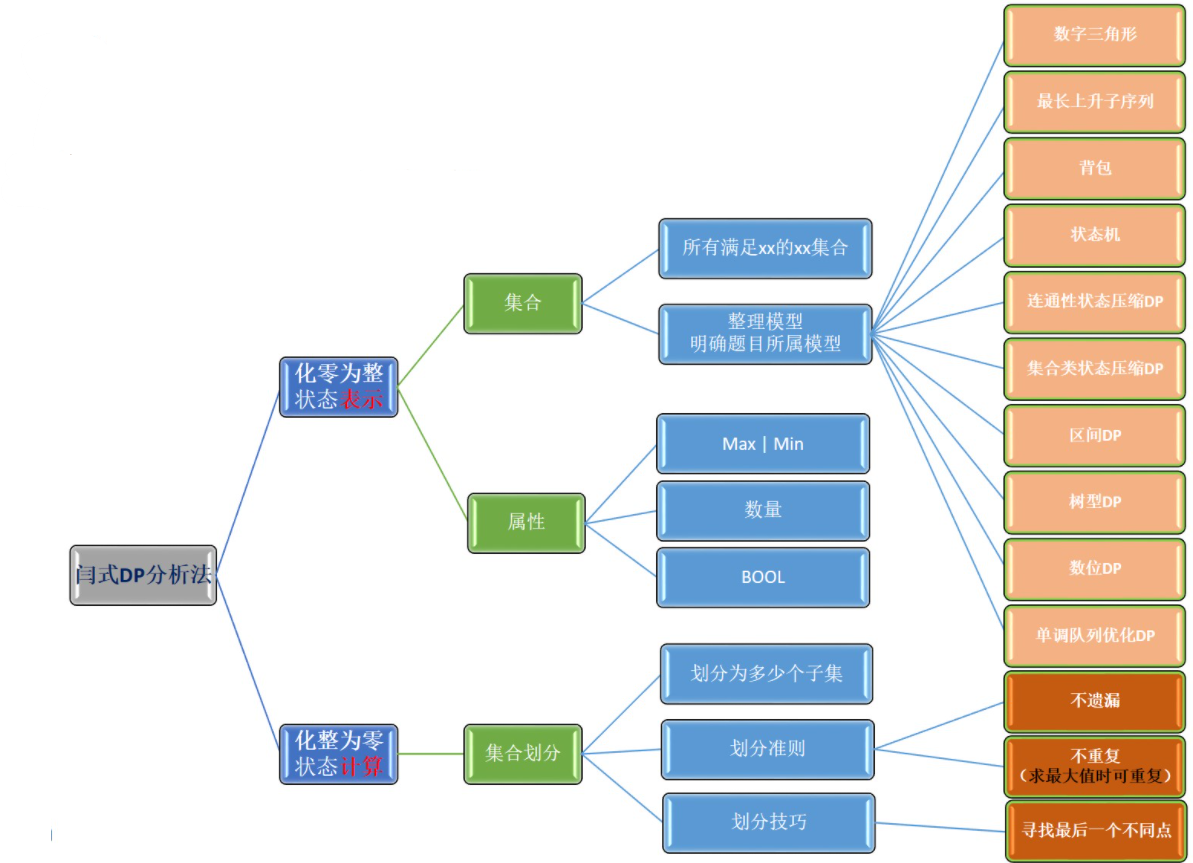 闫式DP分析法
化零为整
状态表示
集合
所有满足xx的xx集合
整理模型
明确题目所属模型
数字三角形
最长上升子序列
背包
状态机
连通性状态压缩DP
集合类状态压缩DP
区间DP
树型DP
数位DP
单调队列优化DP
属性
Max | Min
数量
BOOL
化整为零
状态计算
集合划分
划分为多少个子集
划分准则
不遗漏
不重复
（求最大值时可重复）
划分技巧
寻找最后一个不同点